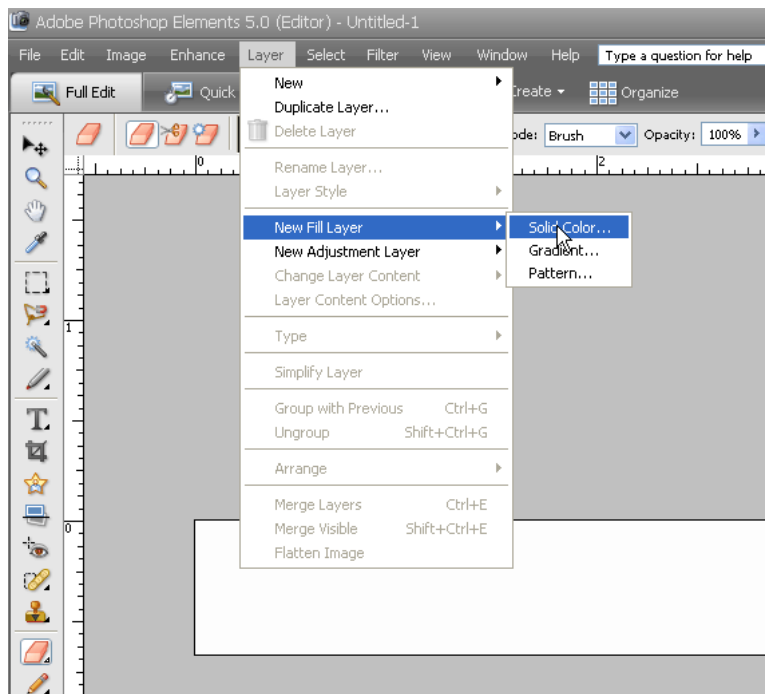 Adobe Photoshop Elements 5.0 (Editor) - Untitled-1
File Edit Image Enhance Layer Select Filter View Window Help Type a question for help
Full Edit Quick Create Organize
Brush Opacity: 100%
New
Duplicate Layer...
Delete Layer
Rename Layer...
Layer Style
New Fill Layer
New Adjustment Layer
Change Layer Content
Layer Content Options...
Type
Simplify Layer
Group with Previous Ctrl+G
Ungroup Shift+Ctrl+G
Arrange
Merge Layers Ctrl+E
Merge Visible Shift+Ctrl+E
Flatten Image
Solid Color...
Gradient...
Pattern...
0
2
1
0